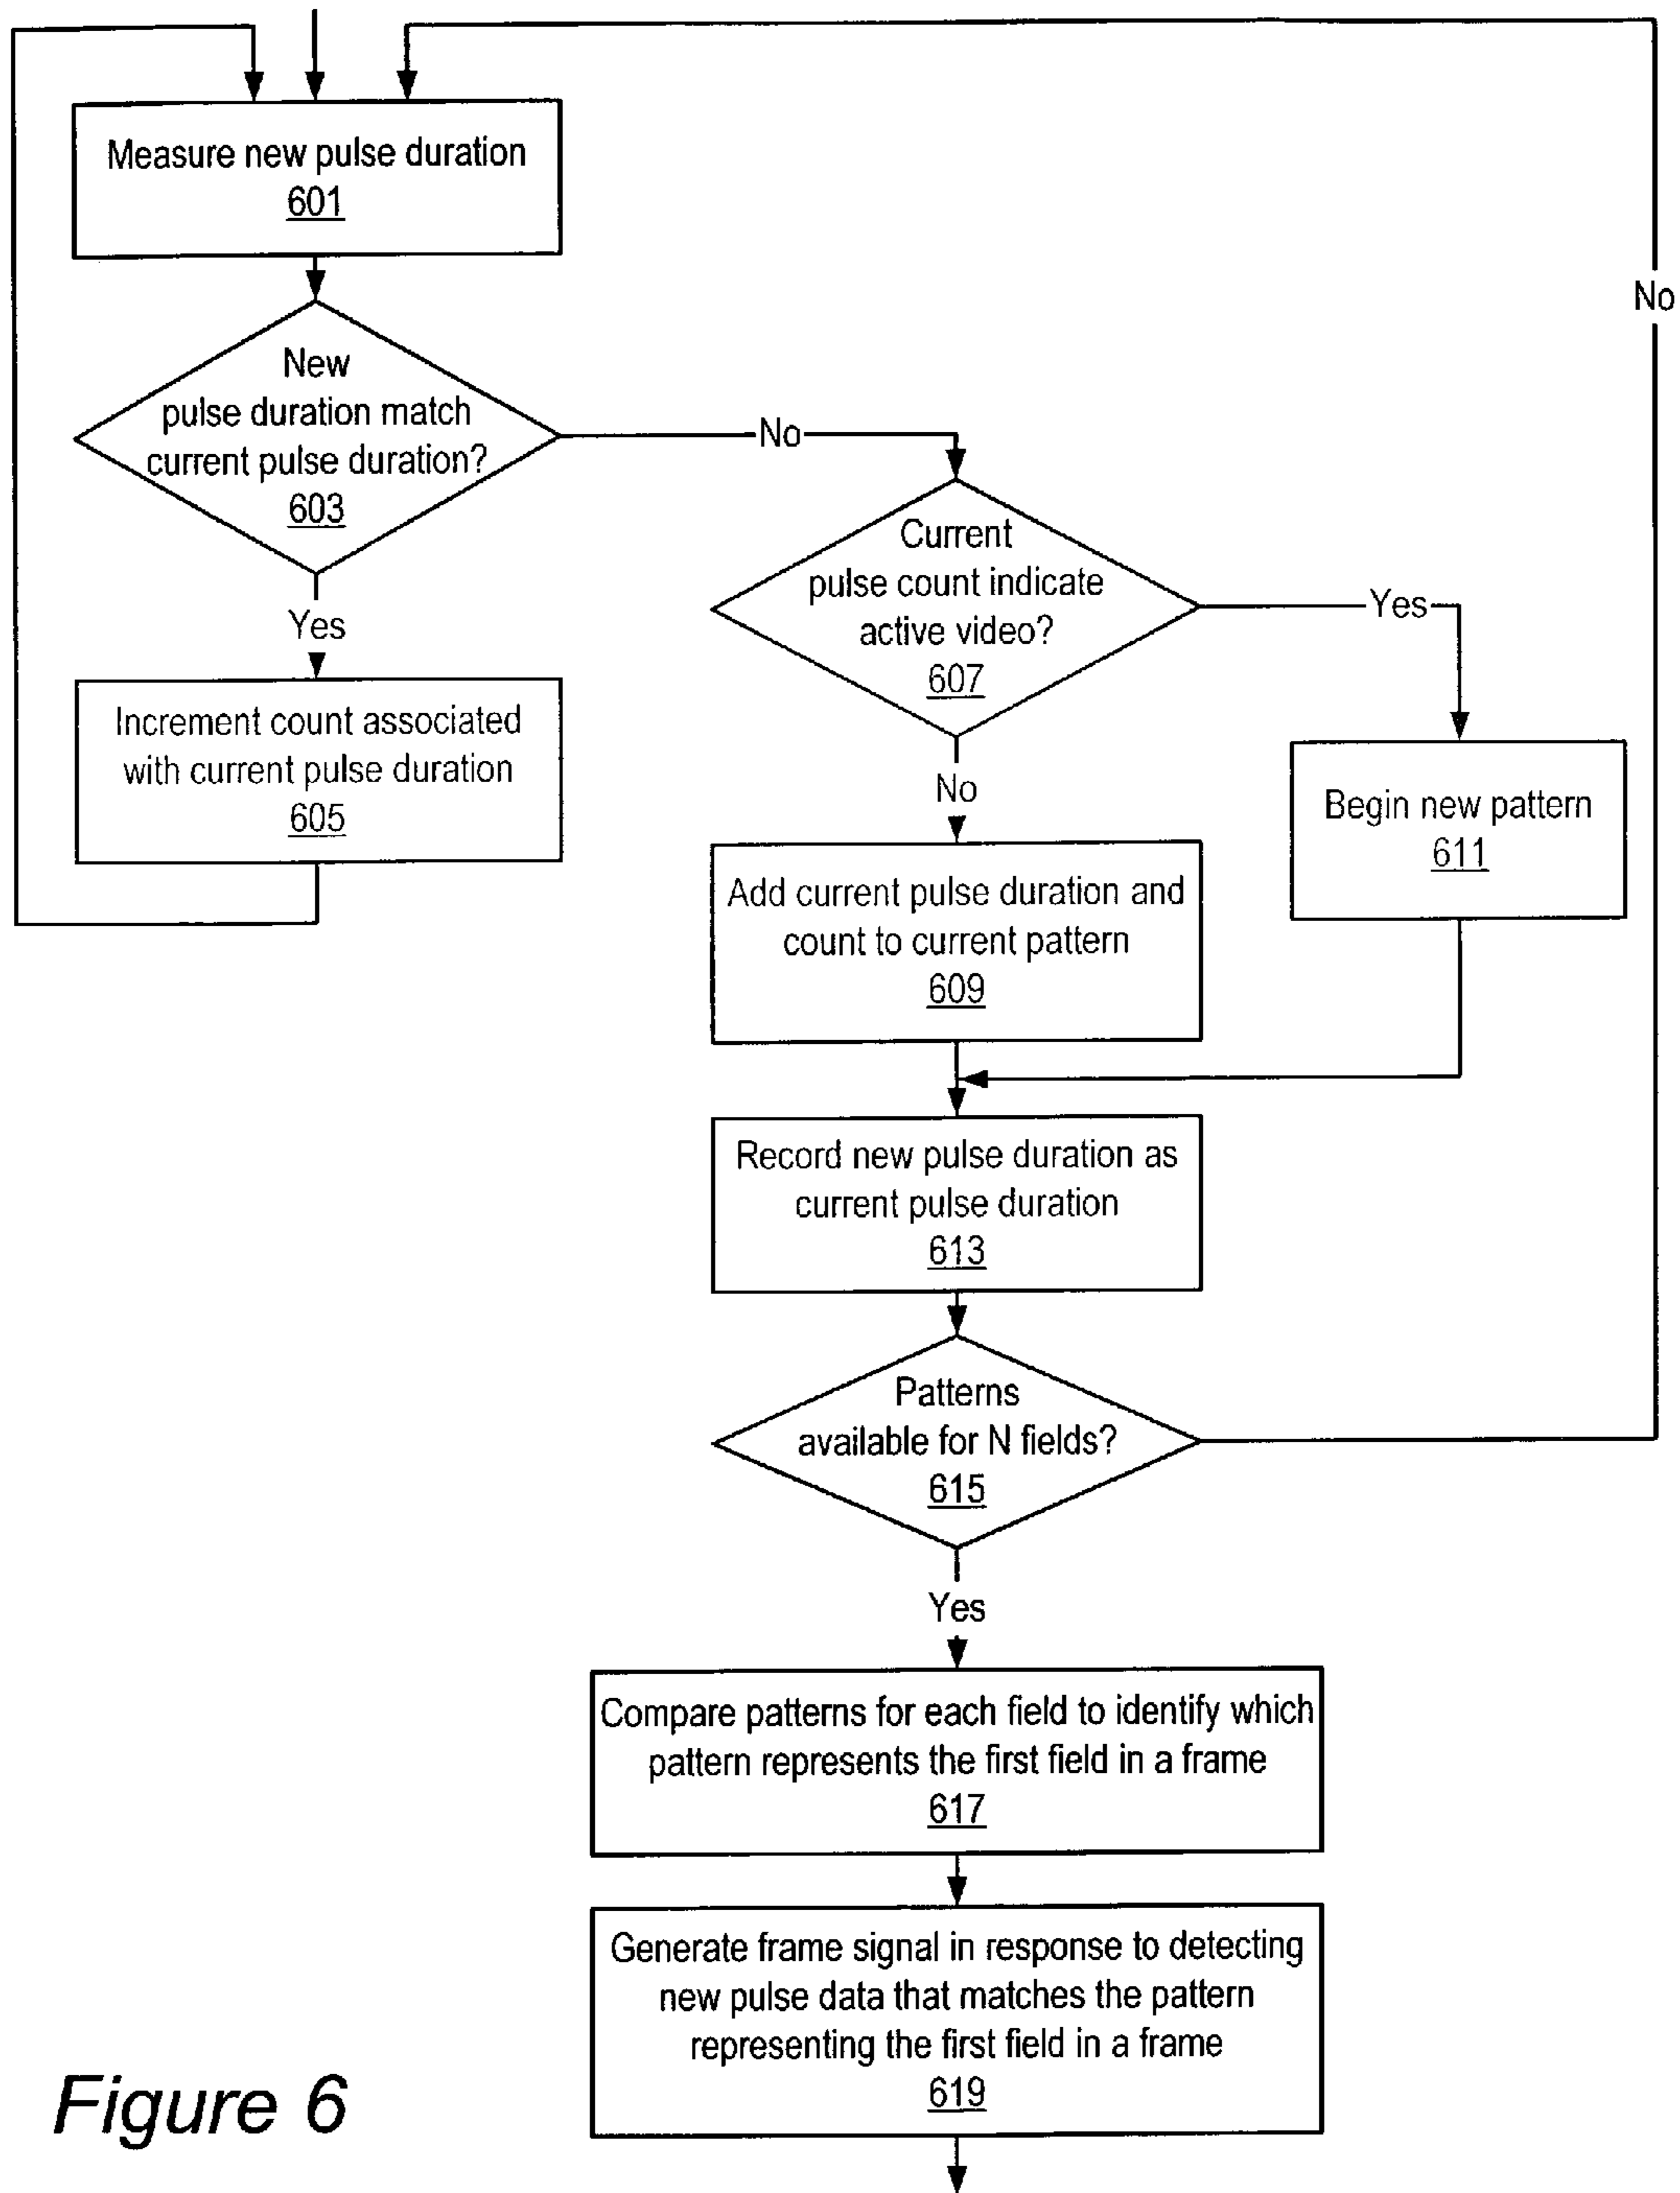 Measure new pulse duration
601
No
New
pulse duration match
current pulse duration?
603
No
Yes
Current
pulse count indicate
active video?
607
Yes
Increment count associated
with current pulse duration
605
No
Begin new pattern
611
Add current pulse duration and
count to current pattern
609
Record new pulse duration as
current pulse duration
613
Patterns
available for N fields?
615
Yes
Compare patterns for each field to identify which
pattern represents the first field in a frame
617
Generate frame signal in response to detecting
new pulse data that matches the pattern
representing the first field in a frame
619
Figure 6